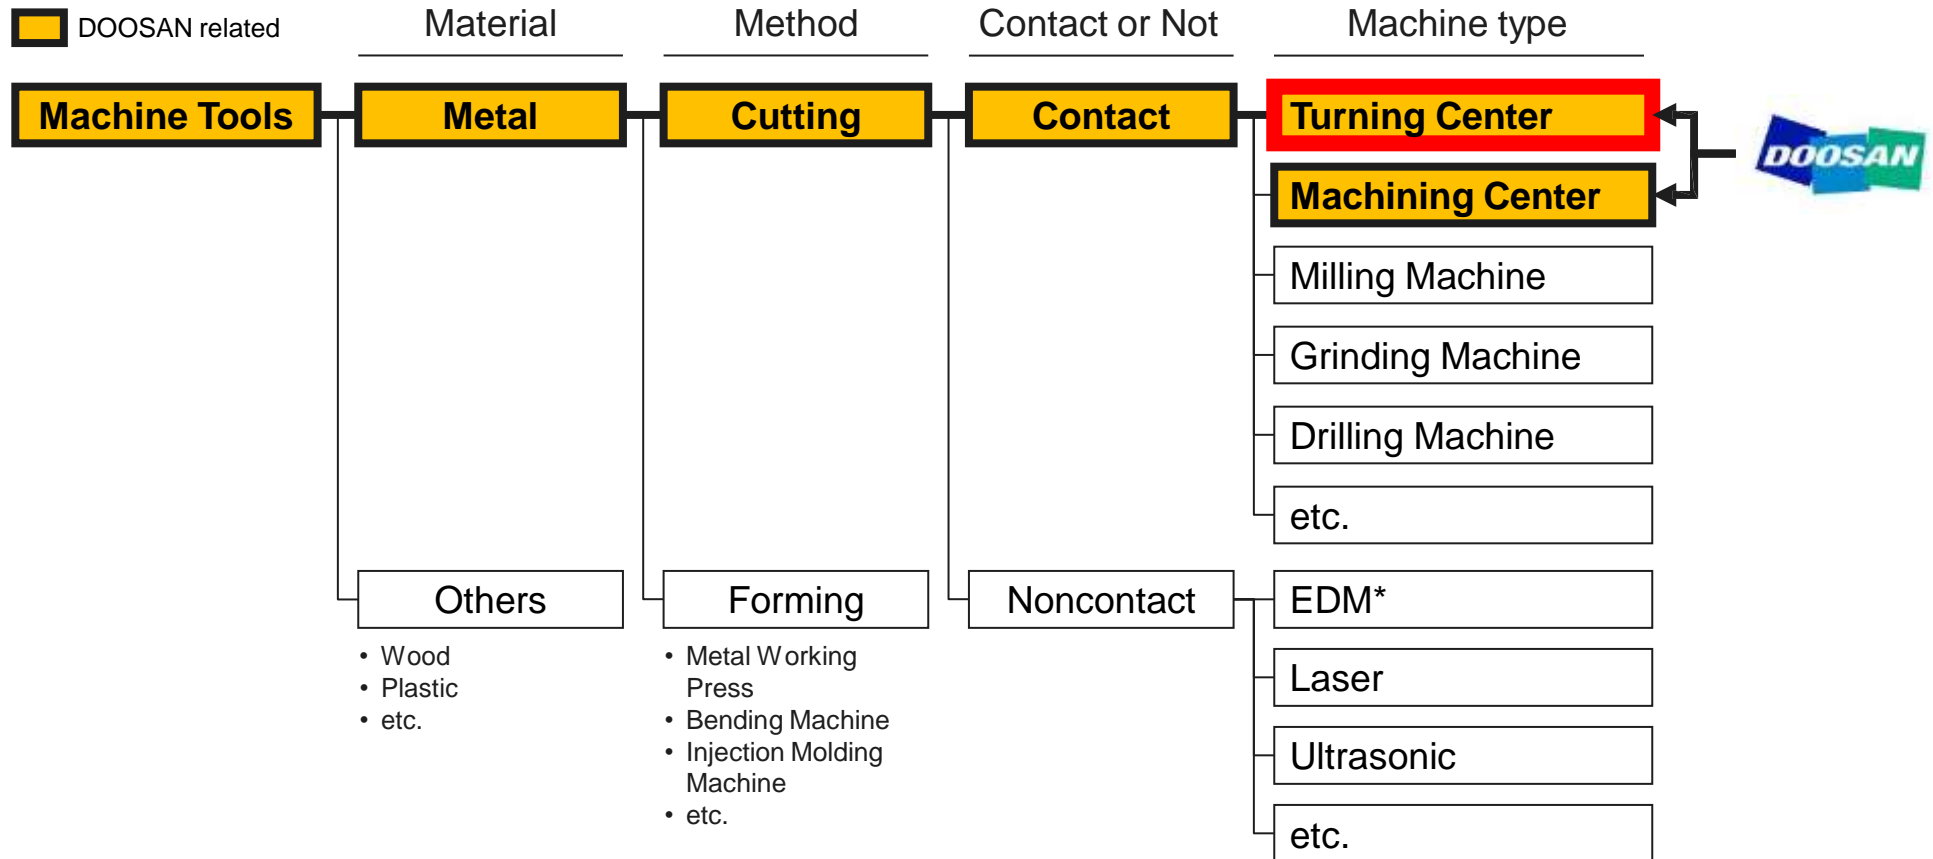 DOOSAN related
Material
Method
Contact or Not
Machine type
Machine Tools
Metal
Cutting
Contact
Turning Center
DOOSAN
Machining Center
Milling Machine
Grinding Machine
Drilling Machine
etc.
Others
Forming
Noncontact
EDM*
• Wood
• Plastic
• etc.
• Metal Working
Press
• Bending Machine
• Injection Molding
Machine
• etc.
Laser
Ultrasonic
etc.